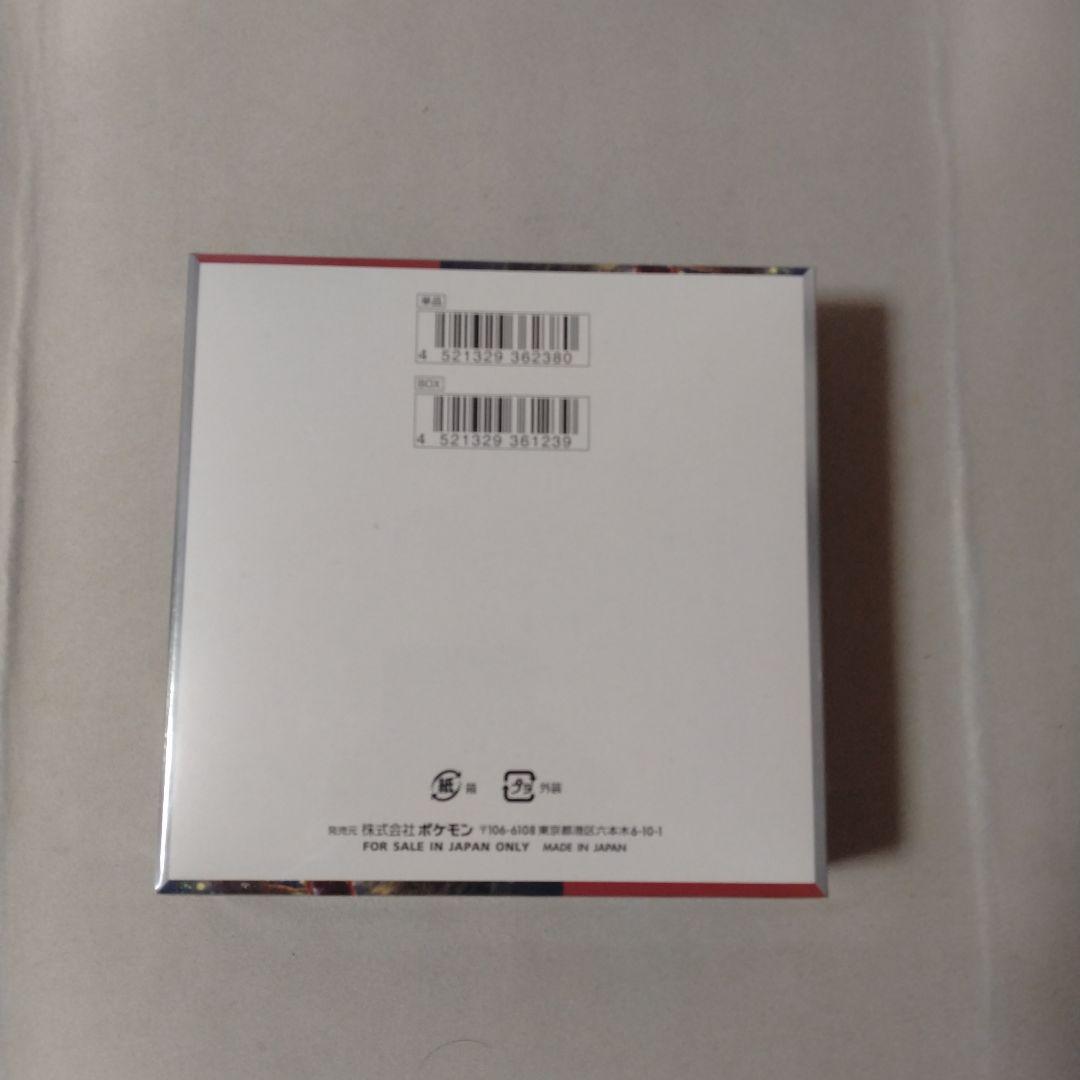 単品
4 521329 362380
BOX
4 521329 361239
紙 箱 プラ 外装
発売元 株式会社ポケモン 〒106-6108 東京都港区六本木6-10-1
FOR SALE IN JAPAN ONLY MADE IN JAPAN